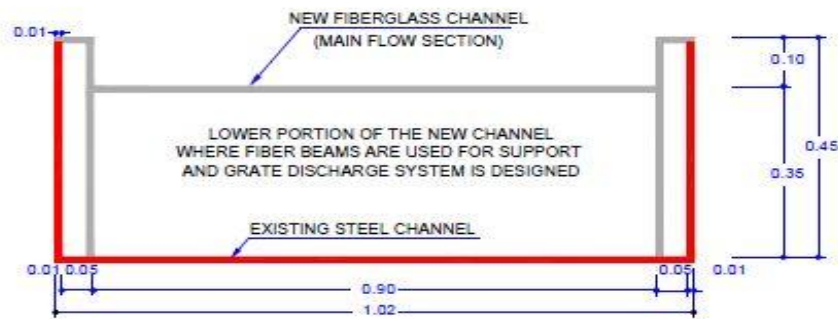 NEW FIBERGLASS CHANNEL
(MAIN FLOW SECTION)
0.01
0.10
LOWER PORTION OF THE NEW CHANNEL
WHERE FIBER BEAMS ARE USED FOR SUPPORT
AND GRATE DISCHARGE SYSTEM IS DESIGNED
0.45
0.35
EXISTING STEEL CHANNEL
0.01 0.05
0.90
0.05
0.01
1.02